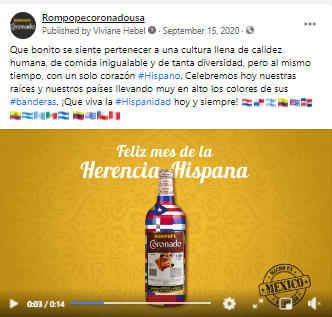 Rompopecoronadousa
Published by Viviane Hebel · September 15, 2020 ·
Que bonito se siente pertenecer a una cultura llena de calidez
humana, de comida inigualable y de tanta diversidad, pero al mismo
tiempo, con un solo corazón #Hispano. Celebremos hoy nuestras
raíces y nuestros países llevando muy en alto los colores de sus
#banderas. ¡Que viva la #Hispanidad hoy y siempre!
Feliz mes de la
Herencia Hispana
ROMPOPE
Coronado
HECHO EN
MEXICO
0:03 / 0:14